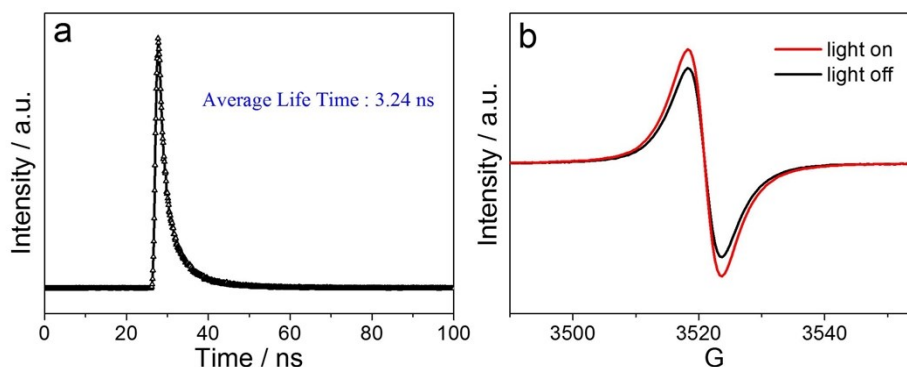 a
Average Life Time : 3.24 ns
Intensity / a.u.
0 20 40 60 80 100
Time / ns
b
light on
light off
Intensity / a.u.
3500 3520 3540
G